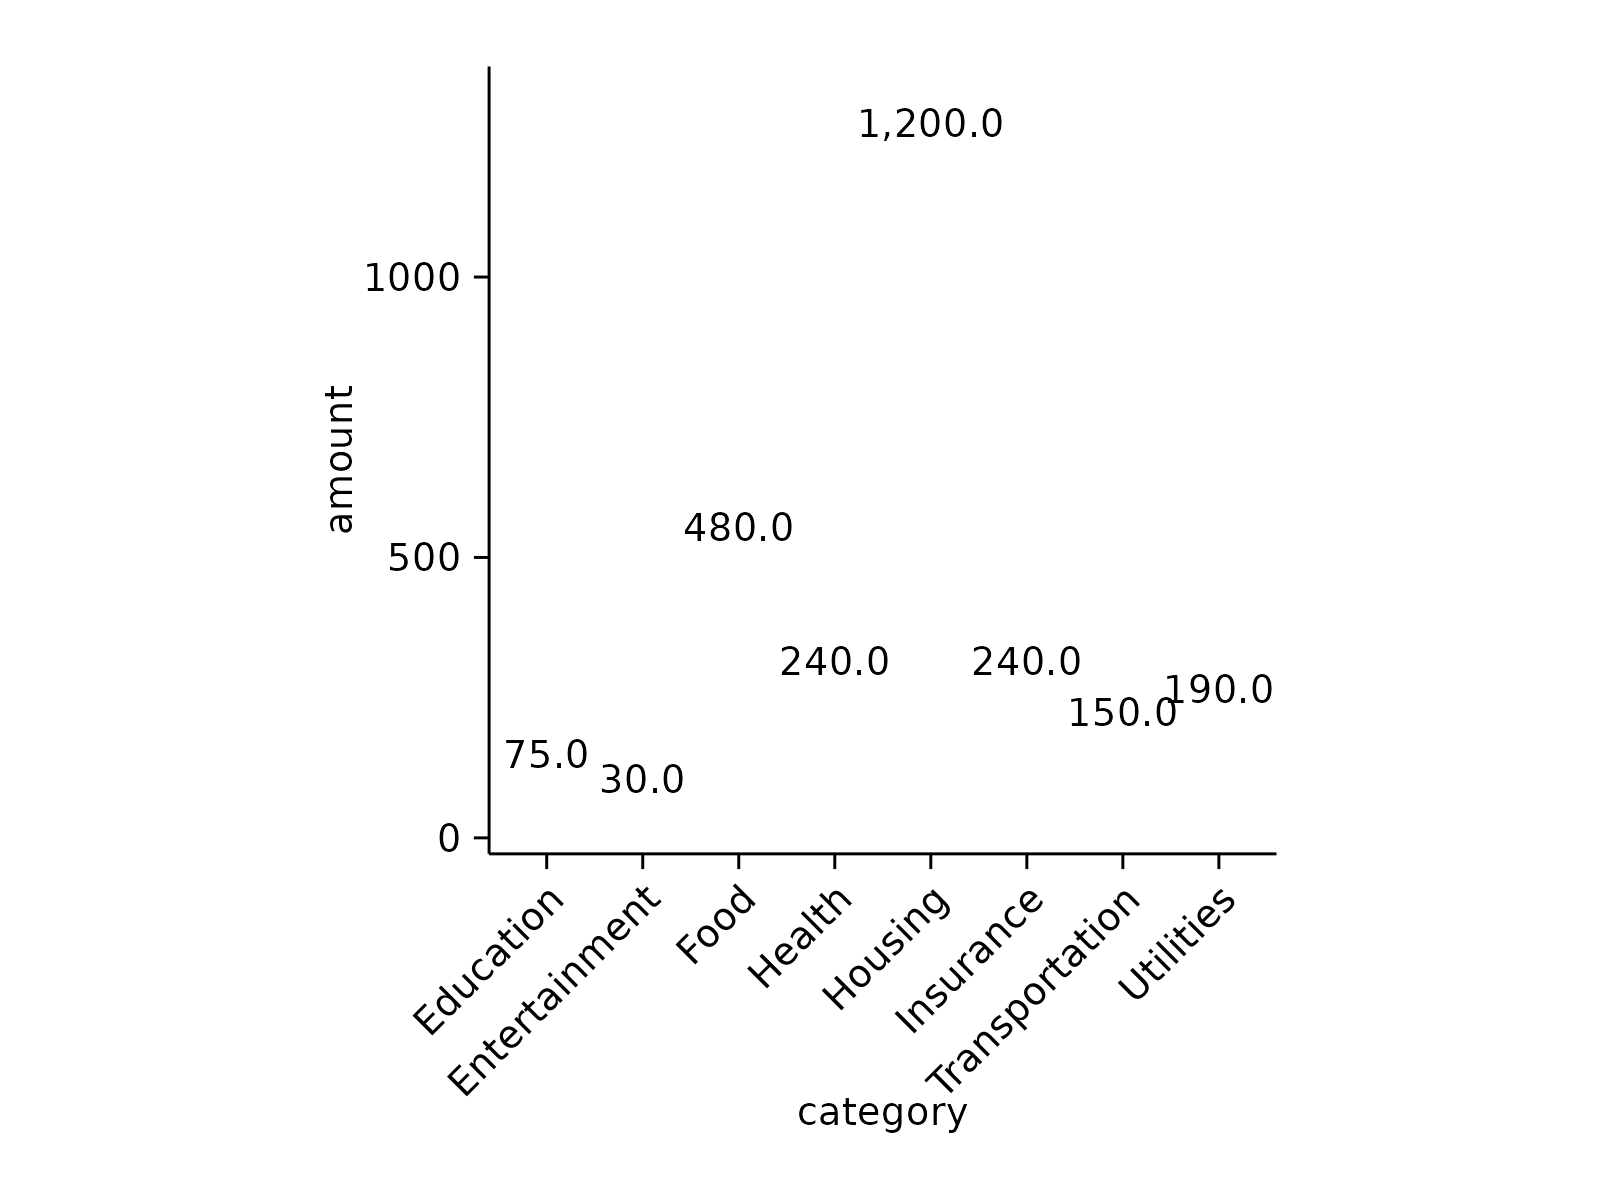 1,200.0
1000
amount
480.0
500
240.0
240.0
190.0
150.0
75.0
30.0
0
Education
Entertainment
Food
Health
Housing
Insurance
Transportation
Utilities
category